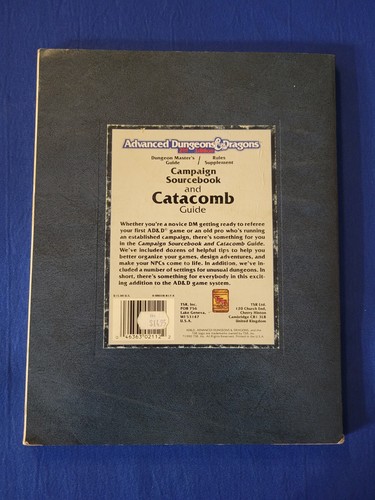 Advanced Dungeons & Dragons
Dungeon Master's / Rules
Guide / Supplement
Campaign
Sourcebook
and
Catacomb
Guide
Whether you're a novice DM getting ready to referee
your first AD&D® game or an old pro who's running
an established campaign, there's something for you
in the Campaign Sourcebook and Catacomb Guide.
We've included dozens of helpful tips to help you
better organize your games, design adventures, and
make your NPCs come to life. In addition, we've in-
cluded a number of settings for unusual dungeons. In
short, there's something for everybody in this excit-
ing addition to the AD&D game system.
TSR, Inc.
POB 756
Lake Geneva,
WI 53147
TSR Ltd.
120 Church End,
Cherry Hinton
Cambridge CB1 3LB
United Kingdom
0 46363 02112